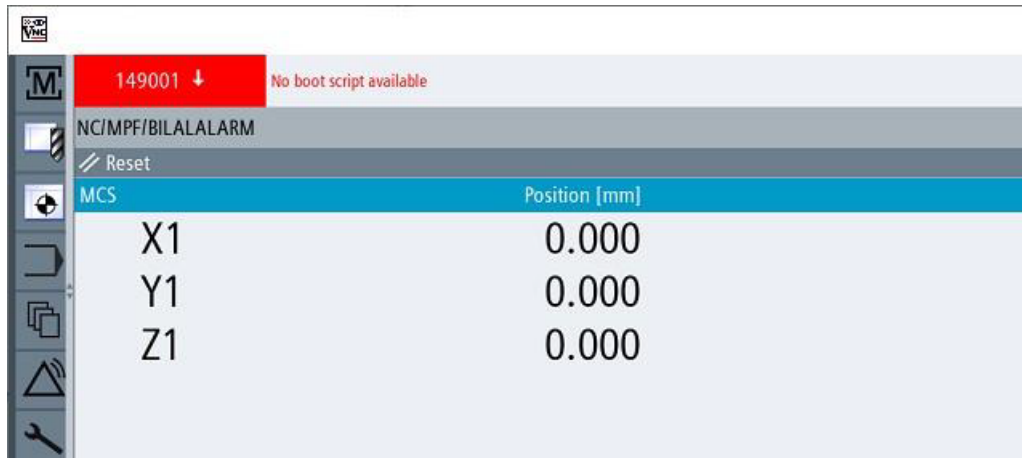 VNC
M
149001 No boot script available
NC/MPF/BILALALARM
Reset
MCS Position [mm]
X1 0.000
Y1 0.000
Z1 0.000